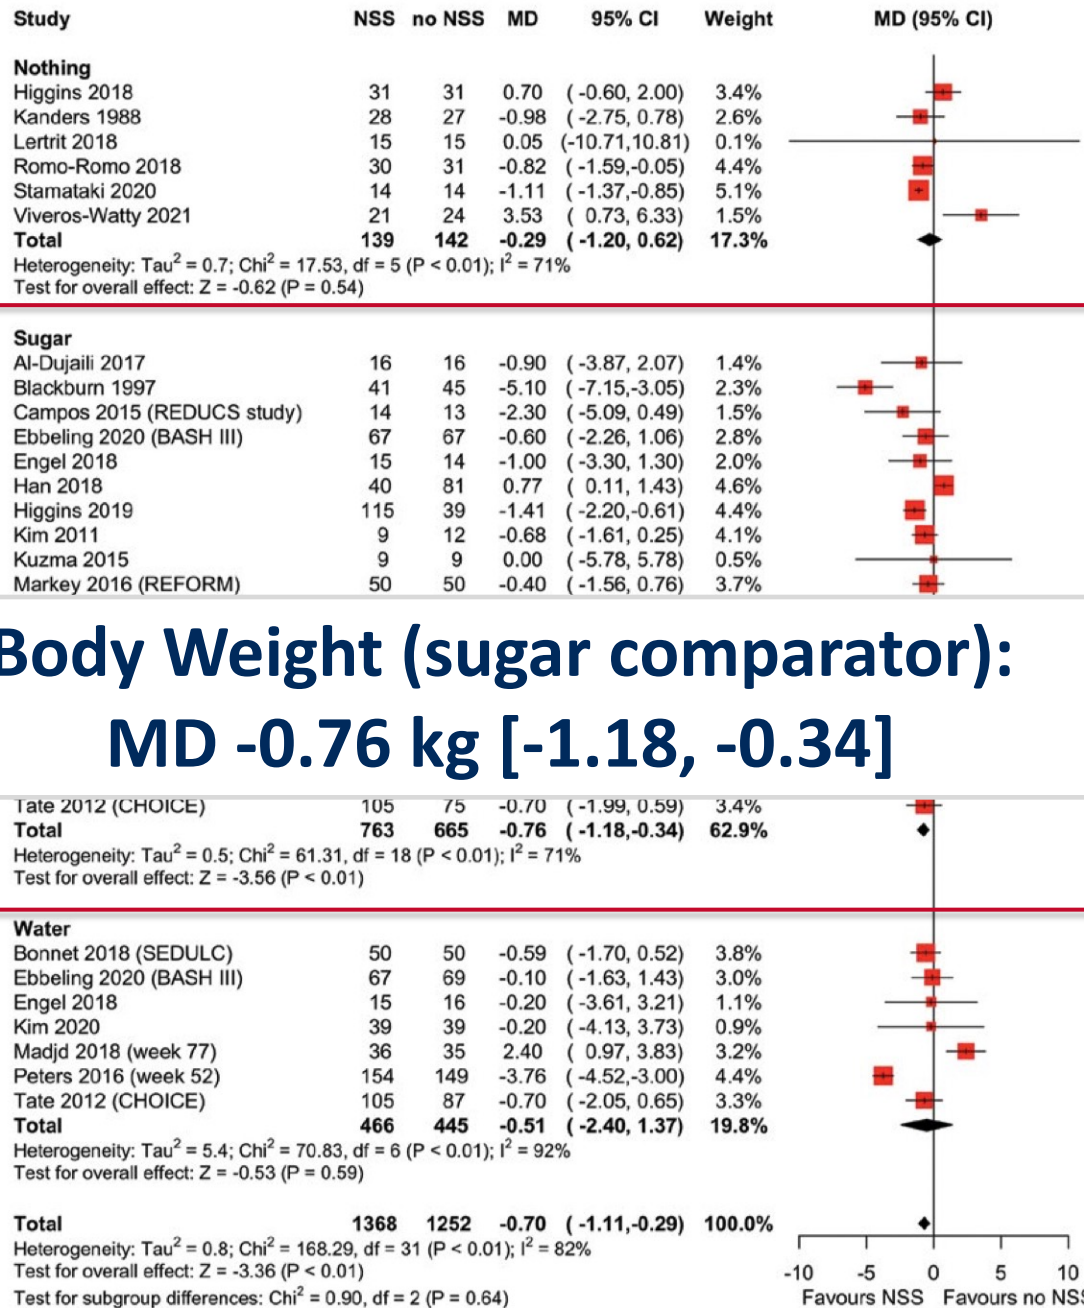 Study NSS no NSS MD 95% CI Weight MD (95% CI)
Nothing
Higgins 2018 31 31 0.70 ( -0.60, 2.00) 3.4%
Kanders 1988 28 27 -0.98 ( -2.75, 0.78) 2.6%
Lertrit 2018 15 15 0.05 (-10.71,10.81) 0.1%
Romo-Romo 2018 30 31 -0.82 ( -1.59,-0.05) 4.4%
Stamataki 2020 14 14 -1.11 ( -1.37,-0.85) 5.1%
Viveros-Watty 2021 21 24 3.53 ( 0.73, 6.33) 1.5%
Total 139 142 -0.29 ( -1.20, 0.62) 17.3%
Heterogeneity: Tau² = 0.7; Chi² = 17.53, df = 5 (P < 0.01); I² = 71%
Test for overall effect: Z = -0.62 (P = 0.54)
Sugar
Al-Dujaili 2017 16 16 -0.90 ( -3.87, 2.07) 1.4%
Blackburn 1997 41 45 -5.10 ( -7.15,-3.05) 2.3%
Campos 2015 (REDUCS study) 14 13 -2.30 ( -5.09, 0.49) 1.5%
Ebbeling 2020 (BASH III) 67 67 -0.60 ( -2.26, 1.06) 2.8%
Engel 2018 15 14 -1.00 ( -3.30, 1.30) 2.0%
Han 2018 40 81 0.77 ( 0.11, 1.43) 4.6%
Higgins 2019 115 39 -1.41 ( -2.20,-0.61) 4.4%
Kim 2011 9 12 -0.68 ( -1.61, 0.25) 4.1%
Kuzma 2015 9 9 0.00 ( -5.78, 5.78) 0.5%
Markey 2016 (REFORM) 50 50 -0.40 ( -1.56, 0.76) 3.7%
Body Weight (sugar comparator):
MD -0.76 kg [-1.18, -0.34]
Tate 2012 (CHOICE) 105 75 -0.70 ( -1.99, 0.59) 3.4%
Total 763 665 -0.76 ( -1.18,-0.34) 62.9%
Heterogeneity: Tau² = 0.5; Chi² = 61.31, df = 18 (P < 0.01); I² = 71%
Test for overall effect: Z = -3.56 (P < 0.01)
Water
Bonnet 2018 (SEDULC) 50 50 -0.59 ( -1.70, 0.52) 3.8%
Ebbeling 2020 (BASH III) 67 69 -0.10 ( -1.63, 1.43) 3.0%
Engel 2018 15 16 -0.20 ( -3.61, 3.21) 1.1%
Kim 2020 39 39 -0.20 ( -4.13, 3.73) 0.9%
Madjd 2018 (week 77) 36 35 2.40 ( 0.97, 3.83) 3.2%
Peters 2016 (week 52) 154 149 -3.76 ( -4.52,-3.00) 4.4%
Tate 2012 (CHOICE) 105 87 -0.70 ( -2.05, 0.65) 3.3%
Total 466 445 -0.51 ( -2.40, 1.37) 19.8%
Heterogeneity: Tau² = 5.4; Chi² = 70.83, df = 6 (P < 0.01); I² = 92%
Test for overall effect: Z = -0.53 (P = 0.59)
Total 1368 1252 -0.70 ( -1.11,-0.29) 100.0%
Heterogeneity: Tau² = 0.8; Chi² = 168.29, df = 31 (P < 0.01); I² = 82%
Test for overall effect: Z = -3.36 (P < 0.01)
Test for subgroup differences: Chi² = 0.90, df = 2 (P = 0.64)
-10 -5 0 5 10
Favours NSS Favours no NSS